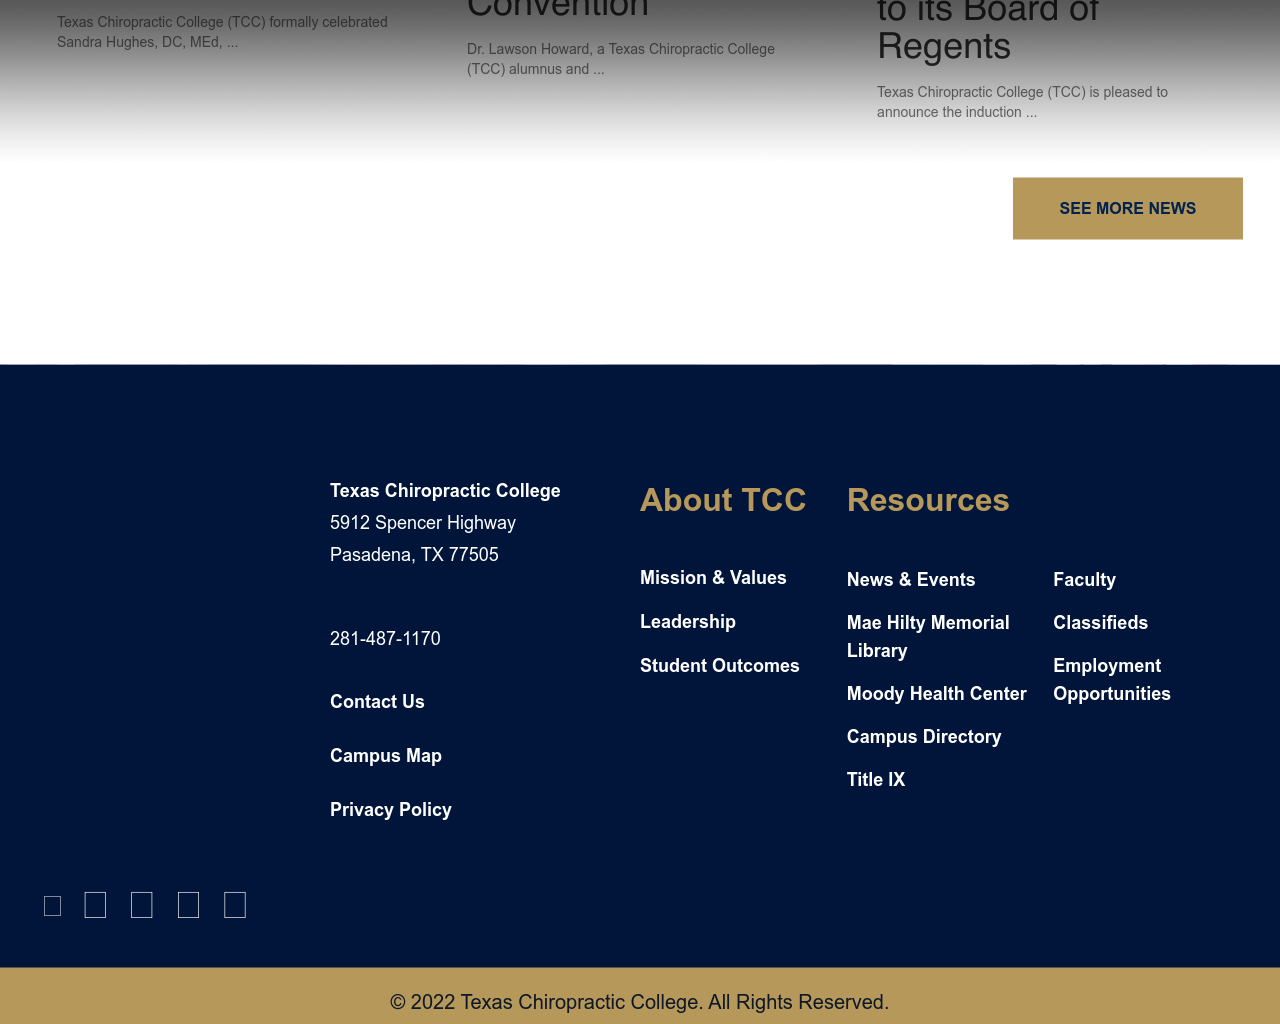 Texas Chiropractic College (TCC) formally celebrated
Sandra Hughes, DC, MEd, ...
Convention
Dr. Lawson Howard, a Texas Chiropractic College
(TCC) alumnus and ...
to its Board of
Regents
Texas Chiropractic College (TCC) is pleased to
announce the induction ...
SEE MORE NEWS
Texas Chiropractic College
5912 Spencer Highway
Pasadena, TX 77505
281-487-1170
Contact Us
Campus Map
Privacy Policy
About TCC
Mission & Values
Leadership
Student Outcomes
Resources
News & Events
Mae Hilty Memorial
Library
Moody Health Center
Campus Directory
Title IX
Faculty
Classifieds
Employment
Opportunities
© 2022 Texas Chiropractic College. All Rights Reserved.